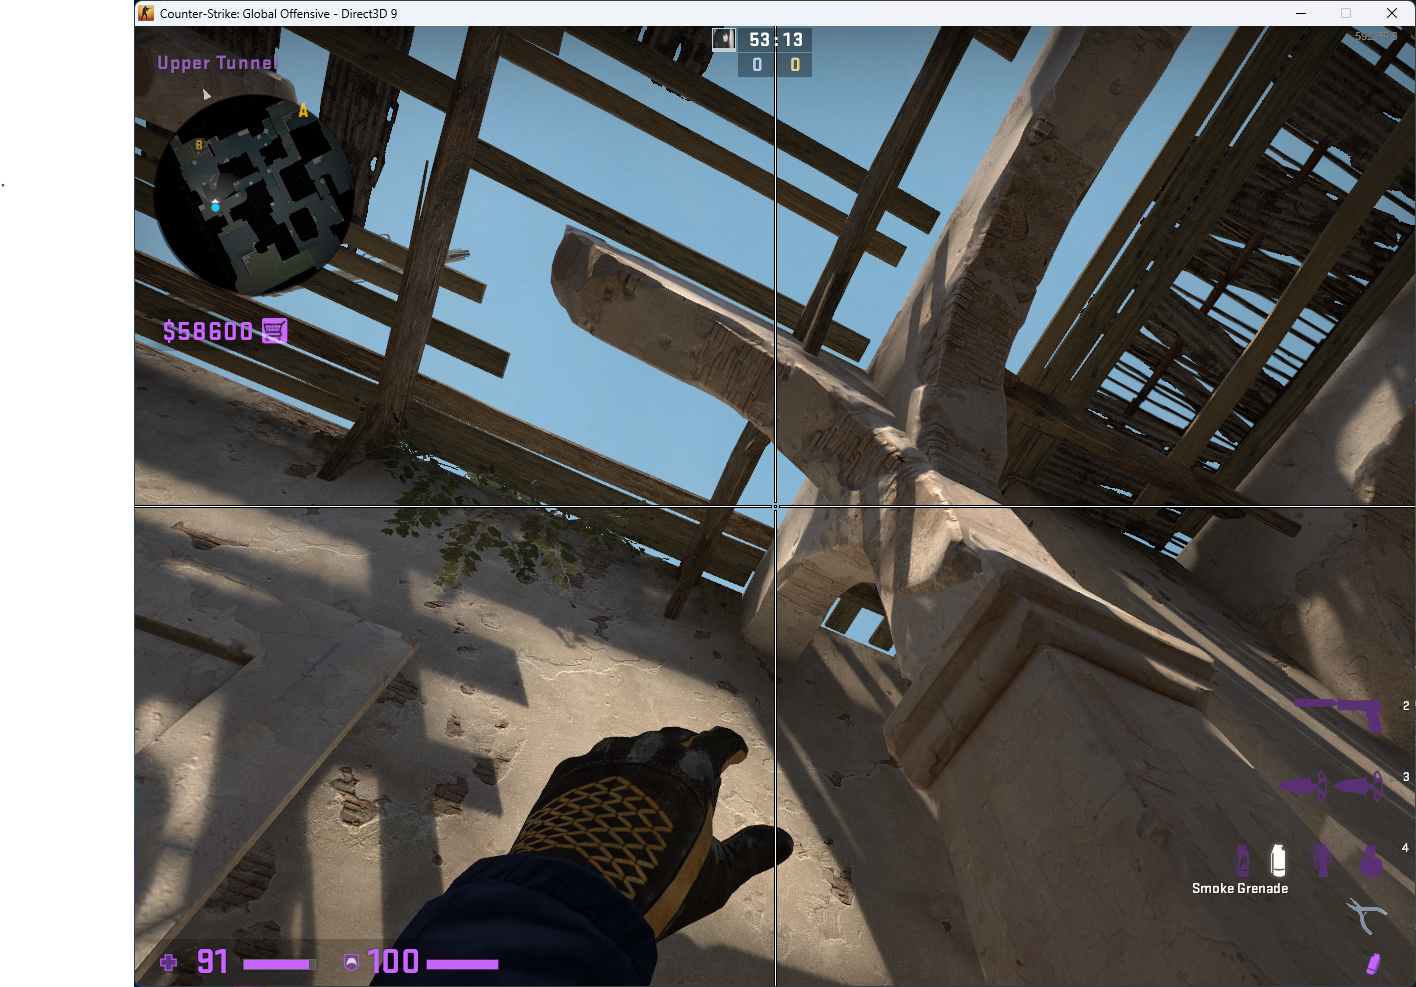 Counter-Strike: Global Offensive - Direct3D 9
53:13
0 0
Upper Tunnel
A
B
$58600
2
3
4
Smoke Grenade
91
100